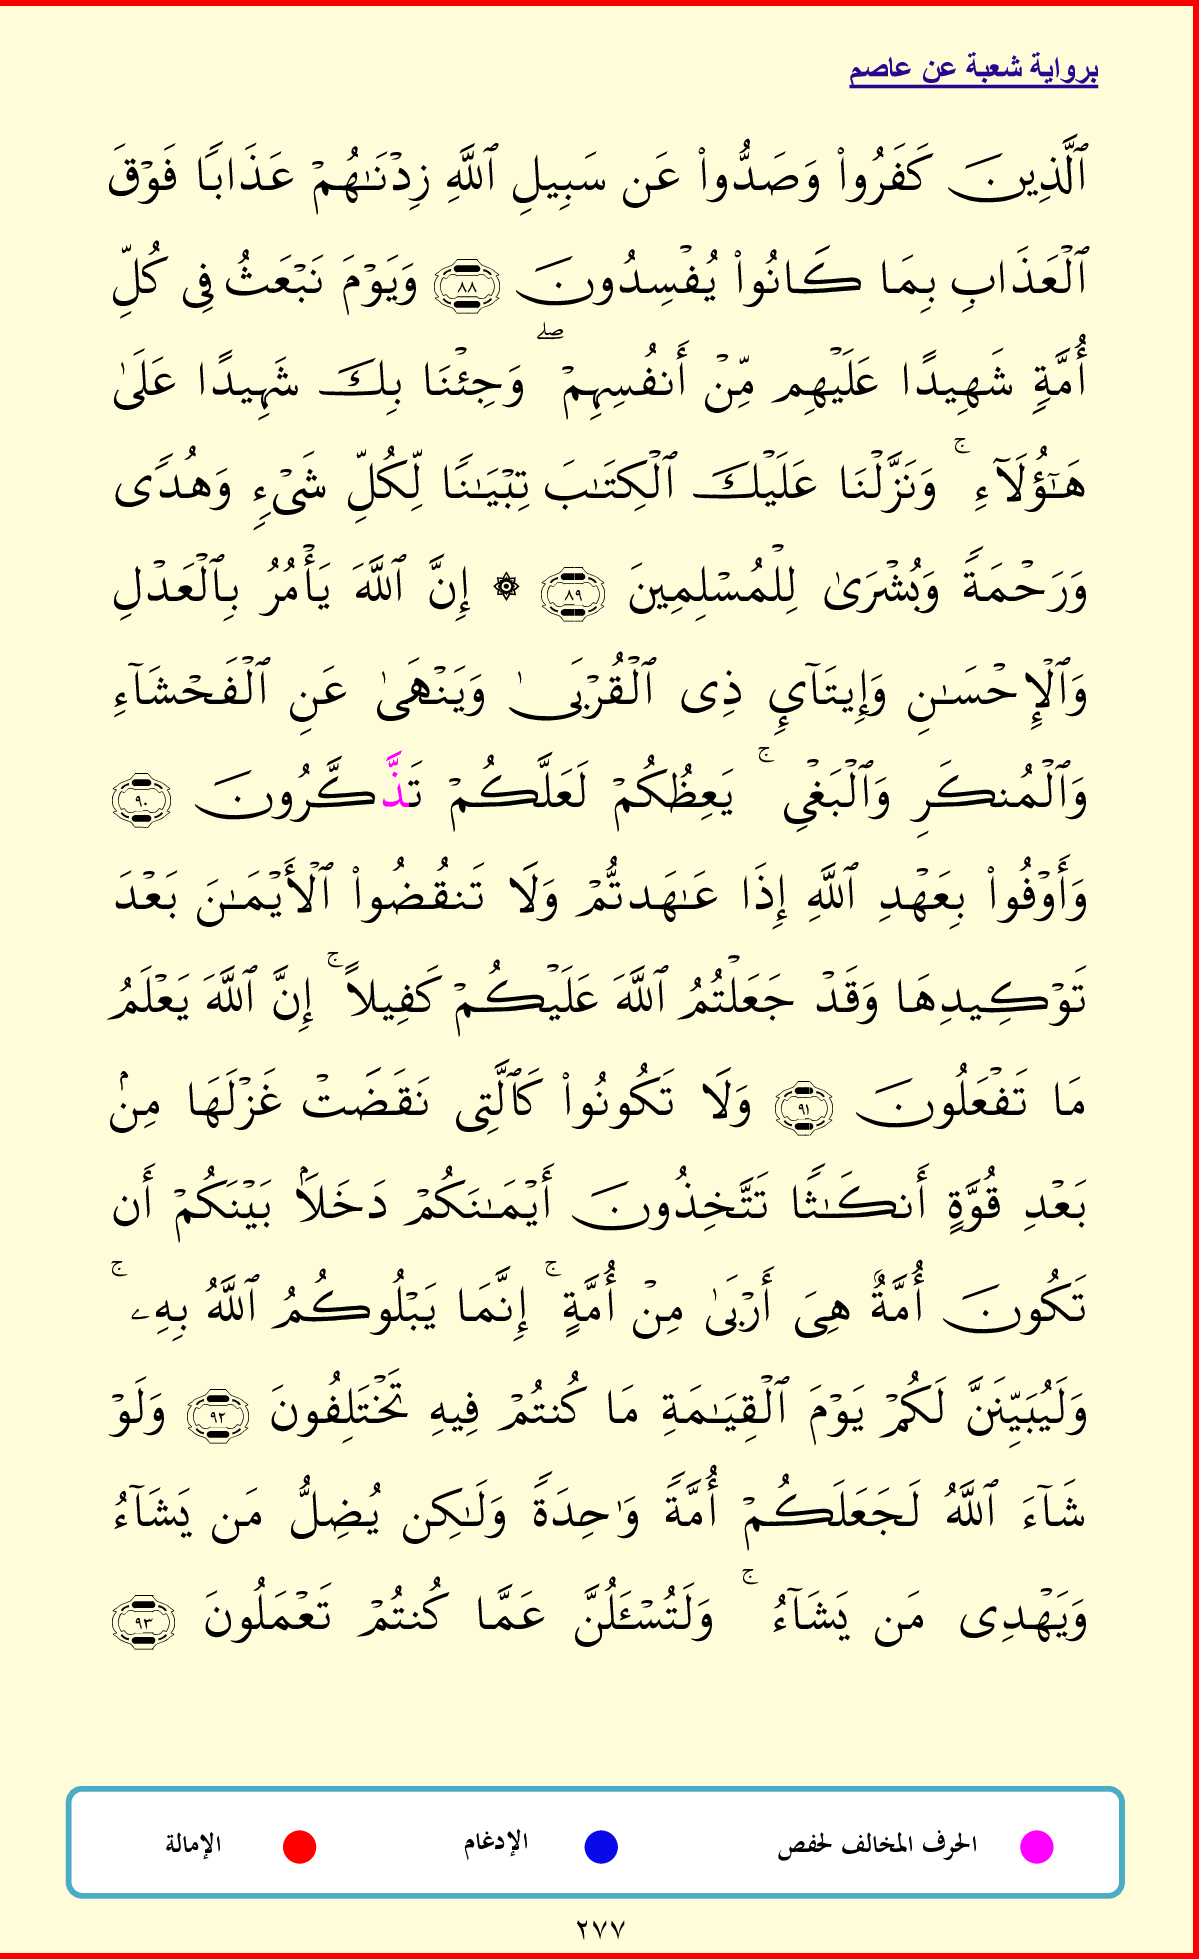 برواية شعبة عن عاصم
ٱلَّذِينَ كَفَرُوا۟ وَصَدُّوا۟ عَن سَبِيلِ ٱللَّهِ زِدْنَـٰهُمْ عَذَابًا فَوْقَ
ٱلْعَذَابِ بِمَا كَانُوا۟ يُفْسِدُونَ ٨٨ وَيَوْمَ نَبْعَثُ فِى كُلِّ
أُمَّةٍ شَهِيدًا عَلَيْهِم مِّنْ أَنفُسِهِمْ ۖ وَجِئْنَا بِكَ شَهِيدًا عَلَىٰ
هَـٰٓؤُلَآءِ ۚ وَنَزَّلْنَا عَلَيْكَ ٱلْكِتَـٰبَ تِبْيَـٰنًا لِّكُلِّ شَىْءٍ وَهُدًى
وَرَحْمَةً وَبُشْرَىٰ لِلْمُسْلِمِينَ ٨٩ ۞ إِنَّ ٱللَّهَ يَأْمُرُ بِٱلْعَدْلِ
وَٱلْإِحْسَـٰنِ وَإِيتَآئِ ذِى ٱلْقُرْبَىٰ وَيَنْهَىٰ عَنِ ٱلْفَحْشَآءِ
وَٱلْمُنكَرِ وَٱلْبَغْىِ ۚ يَعِظُكُمْ لَعَلَّكُمْ تَذَّكَّرُونَ ٩٠
وَأَوْفُوا۟ بِعَهْدِ ٱللَّهِ إِذَا عَـٰهَدتُّمْ وَلَا تَنقُضُوا۟ ٱلْأَيْمَـٰنَ بَعْدَ
تَوْكِيدِهَا وَقَدْ جَعَلْتُمُ ٱللَّهَ عَلَيْكُمْ كَفِيلًا ۚ إِنَّ ٱللَّهَ يَعْلَمُ
مَا تَفْعَلُونَ ٩١ وَلَا تَكُونُوا۟ كَٱلَّتِى نَقَضَتْ غَزْلَهَا مِنۢ
بَعْدِ قُوَّةٍ أَنكَـٰثًا تَتَّخِذُونَ أَيْمَـٰنَكُمْ دَخَلًۢا بَيْنَكُمْ أَن
تَكُونَ أُمَّةٌ هِىَ أَرْبَىٰ مِنْ أُمَّةٍ ۚ إِنَّمَا يَبْلُوكُمُ ٱللَّهُ بِهِۦ ۚ
وَلَيُبَيِّنَنَّ لَكُمْ يَوْمَ ٱلْقِيَـٰمَةِ مَا كُنتُمْ فِيهِ تَخْتَلِفُونَ ٩٢ وَلَوْ
شَآءَ ٱللَّهُ لَجَعَلَكُمْ أُمَّةً وَٰحِدَةً وَلَـٰكِن يُضِلُّ مَن يَشَآءُ
وَيَهْدِى مَن يَشَآءُ ۚ وَلَتُسْـَٔلُنَّ عَمَّا كُنتُمْ تَعْمَلُونَ ٩٣
الحرف المخالف لحفص الإدغام الإمالة
٢٧٧